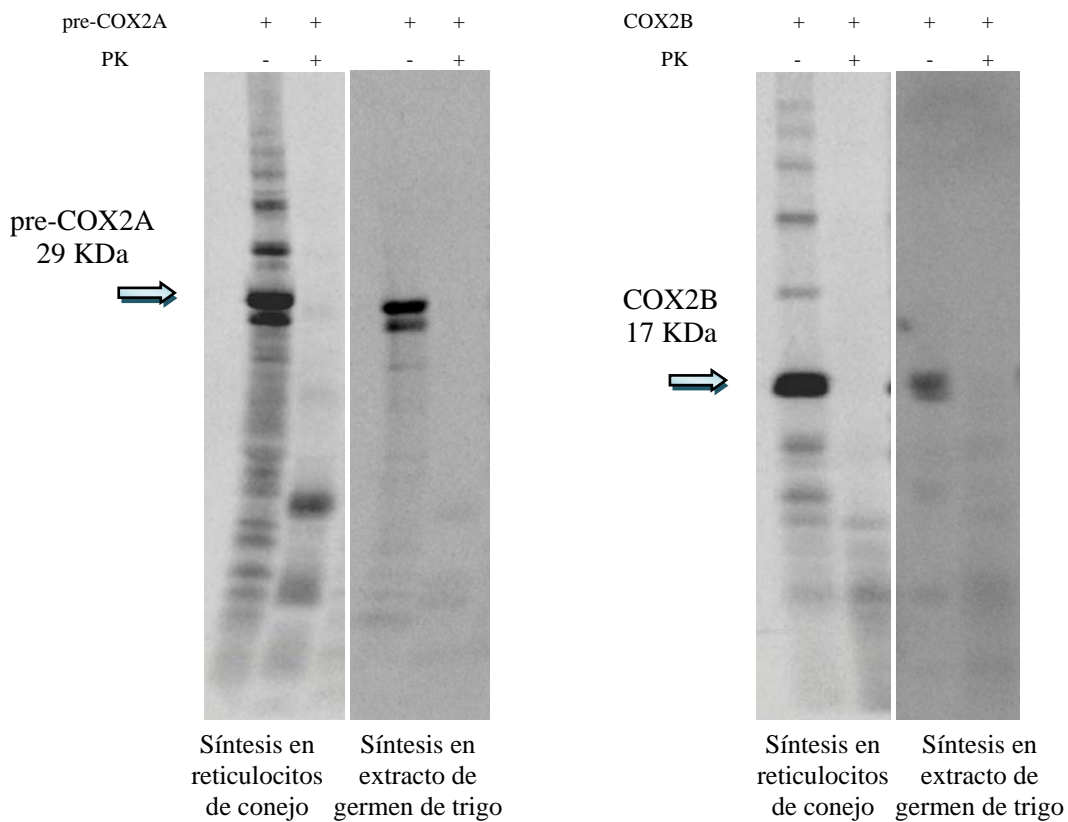 pre-COX2A + + + +
PK - + - +
pre-COX2A
29 KDa
Síntesis en
reticulocitos
de conejo
Síntesis en
extracto de
germen de trigo
COX2B + + + +
PK - + - +
COX2B
17 KDa
Síntesis en
reticulocitos
de conejo
Síntesis en
extracto de
germen de trigo